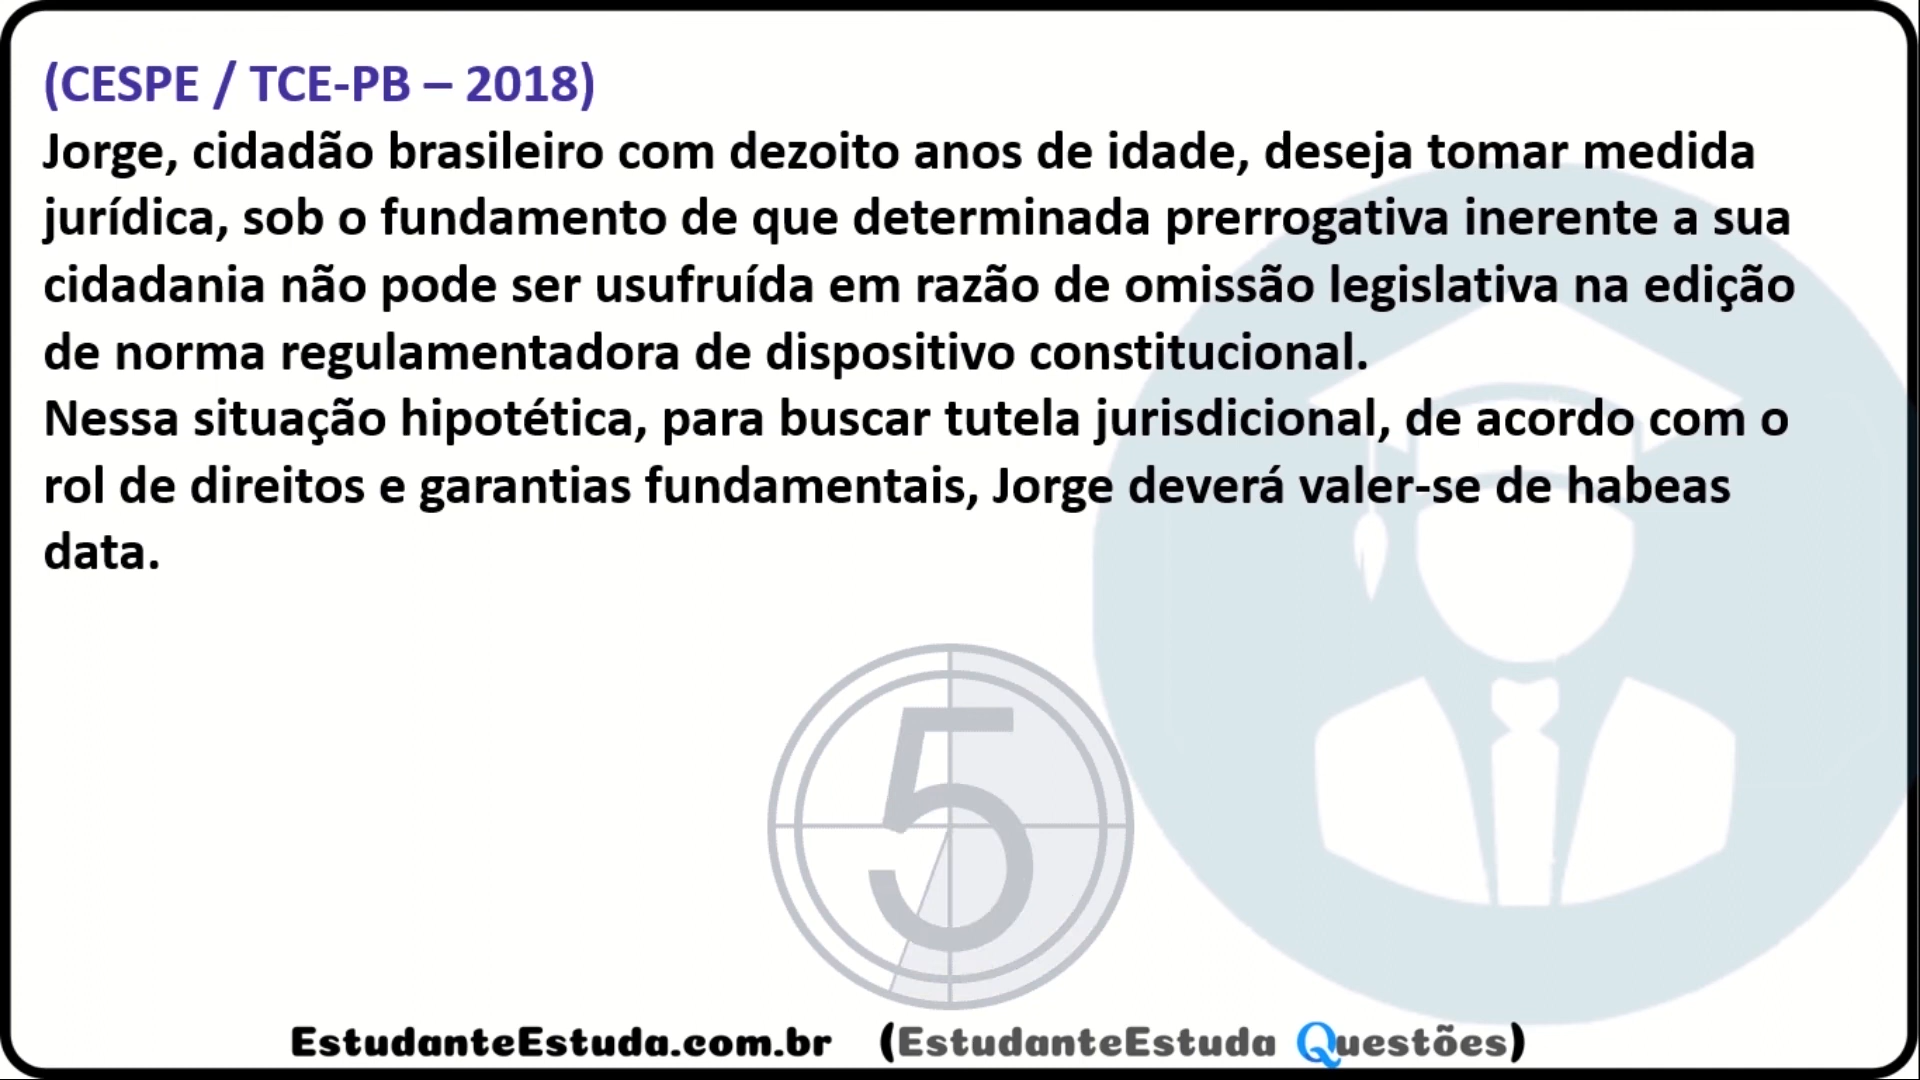 (CESPE / TCE-PB – 2018)
Jorge, cidadão brasileiro com dezoito anos de idade, deseja tomar medida
jurídica, sob o fundamento de que determinada prerrogativa inerente a sua
cidadania não pode ser usufruída em razão de omissão legislativa na edição
de norma regulamentadora de dispositivo constitucional.
Nessa situação hipotética, para buscar tutela jurisdicional, de acordo com o
rol de direitos e garantias fundamentais, Jorge deverá valer-se de habeas
data.
5
EstudanteEstuda.com.br (EstudanteEstuda Questões)